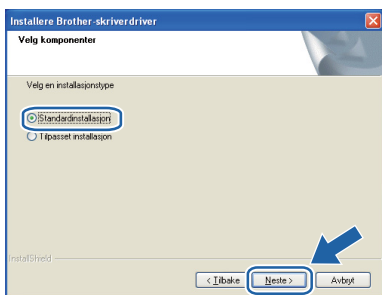 Installere Brother-skriverdriver
Velg komponenter
Velg en installasjonstype
Standardinstallasjon
Tilpasset installasjon
InstallShield
< Tilbake Neste > Avbryt